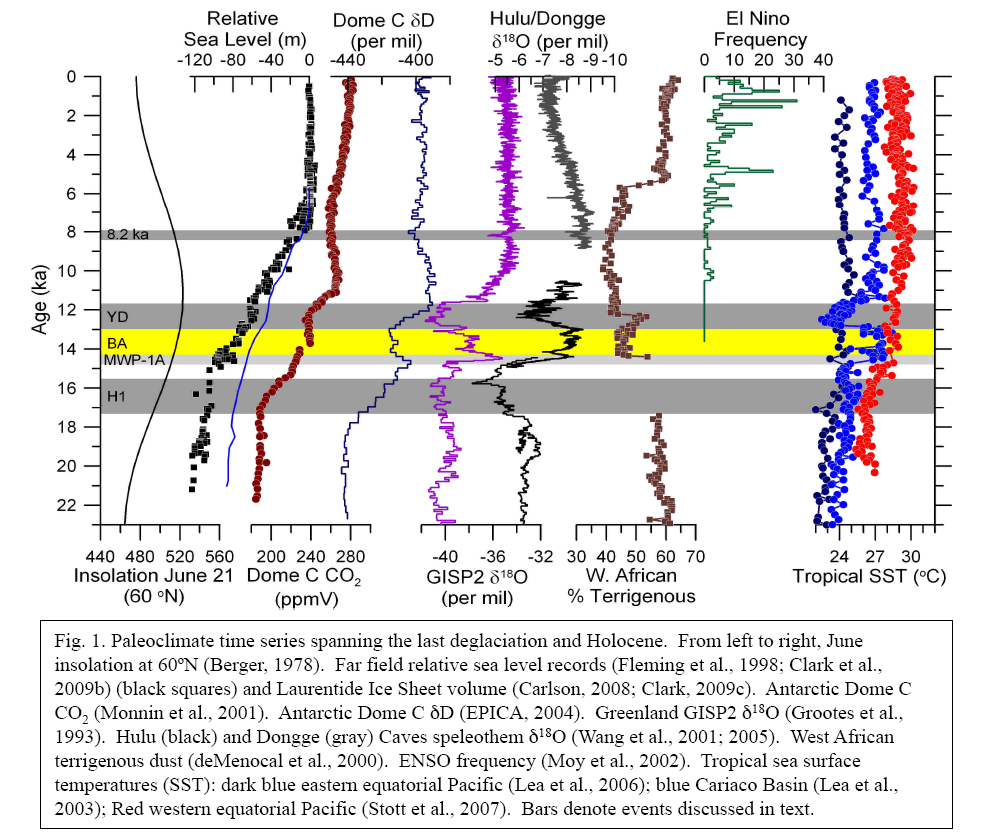 Relative
Sea Level (m)
-120 -80 -40 0
Dome C δD
(per mil)
-440 -400
Hulu/Dongge
δ18O (per mil)
-5 -6 -7 -8 -9 -10
El Nino
Frequency
0 10 20 30 40
Age (ka)
0
2
4
6
8
10
12
14
16
18
20
22
8.2 ka
YD
BA
MWP-1A
H1
440 480 520 560
Insolation June 21
(60 ºN)
200 240 280
Dome C CO2
(ppmV)
-40 -36 -32
GISP2 δ18O
(per mil)
30 40 50 60 70
W. African
% Terrigenous
24 27 30
Tropical SST (ºC)
Fig. 1. Paleoclimate time series spanning the last deglaciation and Holocene. From left to right, June
insolation at 60ºN (Berger, 1978). Far field relative sea level records (Fleming et al., 1998; Clark et al.,
2009b) (black squares) and Laurentide Ice Sheet volume (Carlson, 2008; Clark, 2009c). Antarctic Dome C
CO2 (Monnin et al., 2001). Antarctic Dome C δD (EPICA, 2004). Greenland GISP2 δ18O (Grootes et al.,
1993). Hulu (black) and Dongge (gray) Caves speleothem δ18O (Wang et al., 2001; 2005). West African
terrigenous dust (deMenocal et al., 2000). ENSO frequency (Moy et al., 2002). Tropical sea surface
temperatures (SST): dark blue eastern equatorial Pacific (Lea et al., 2006); blue Cariaco Basin (Lea et al.,
2003); Red western equatorial Pacific (Stott et al., 2007). Bars denote events discussed in text.